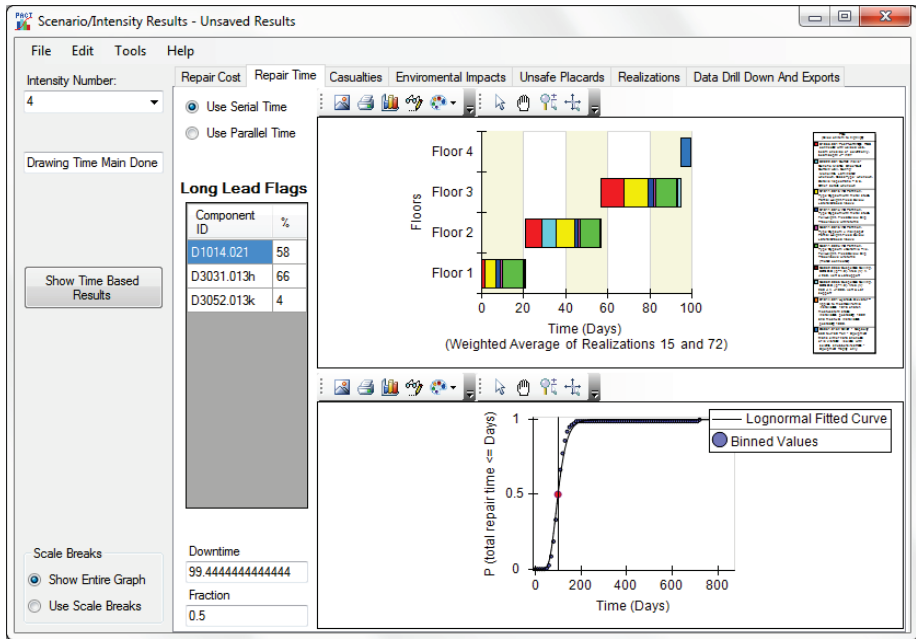 PACT
Scenario/Intensity Results - Unsaved Results
File Edit Tools Help
Intensity Number:
4
Drawing Time Main Done
Show Time Based
Results
Scale Breaks
Show Entire Graph
Use Scale Breaks
Repair Cost Repair Time Casualties Enviromental Impacts Unsafe Placards Realizations Data Drill Down And Exports
Use Serial Time
Use Parallel Time
Long Lead Flags
Component ID %
D1014.021 58
D3031.013h 66
D3052.013k 4
Downtime
99.4444444444444
Fraction
0.5
Floors
Floor 4
Floor 3
Floor 2
Floor 1
0 20 40 60 80 100
Time (Days)
(Weighted Average of Realizations 15 and 72)
P (total repair time <= Days)
1
0.5
0
0 200 400 600 800
Time (Days)
Lognormal Fitted Curve
Binned Values